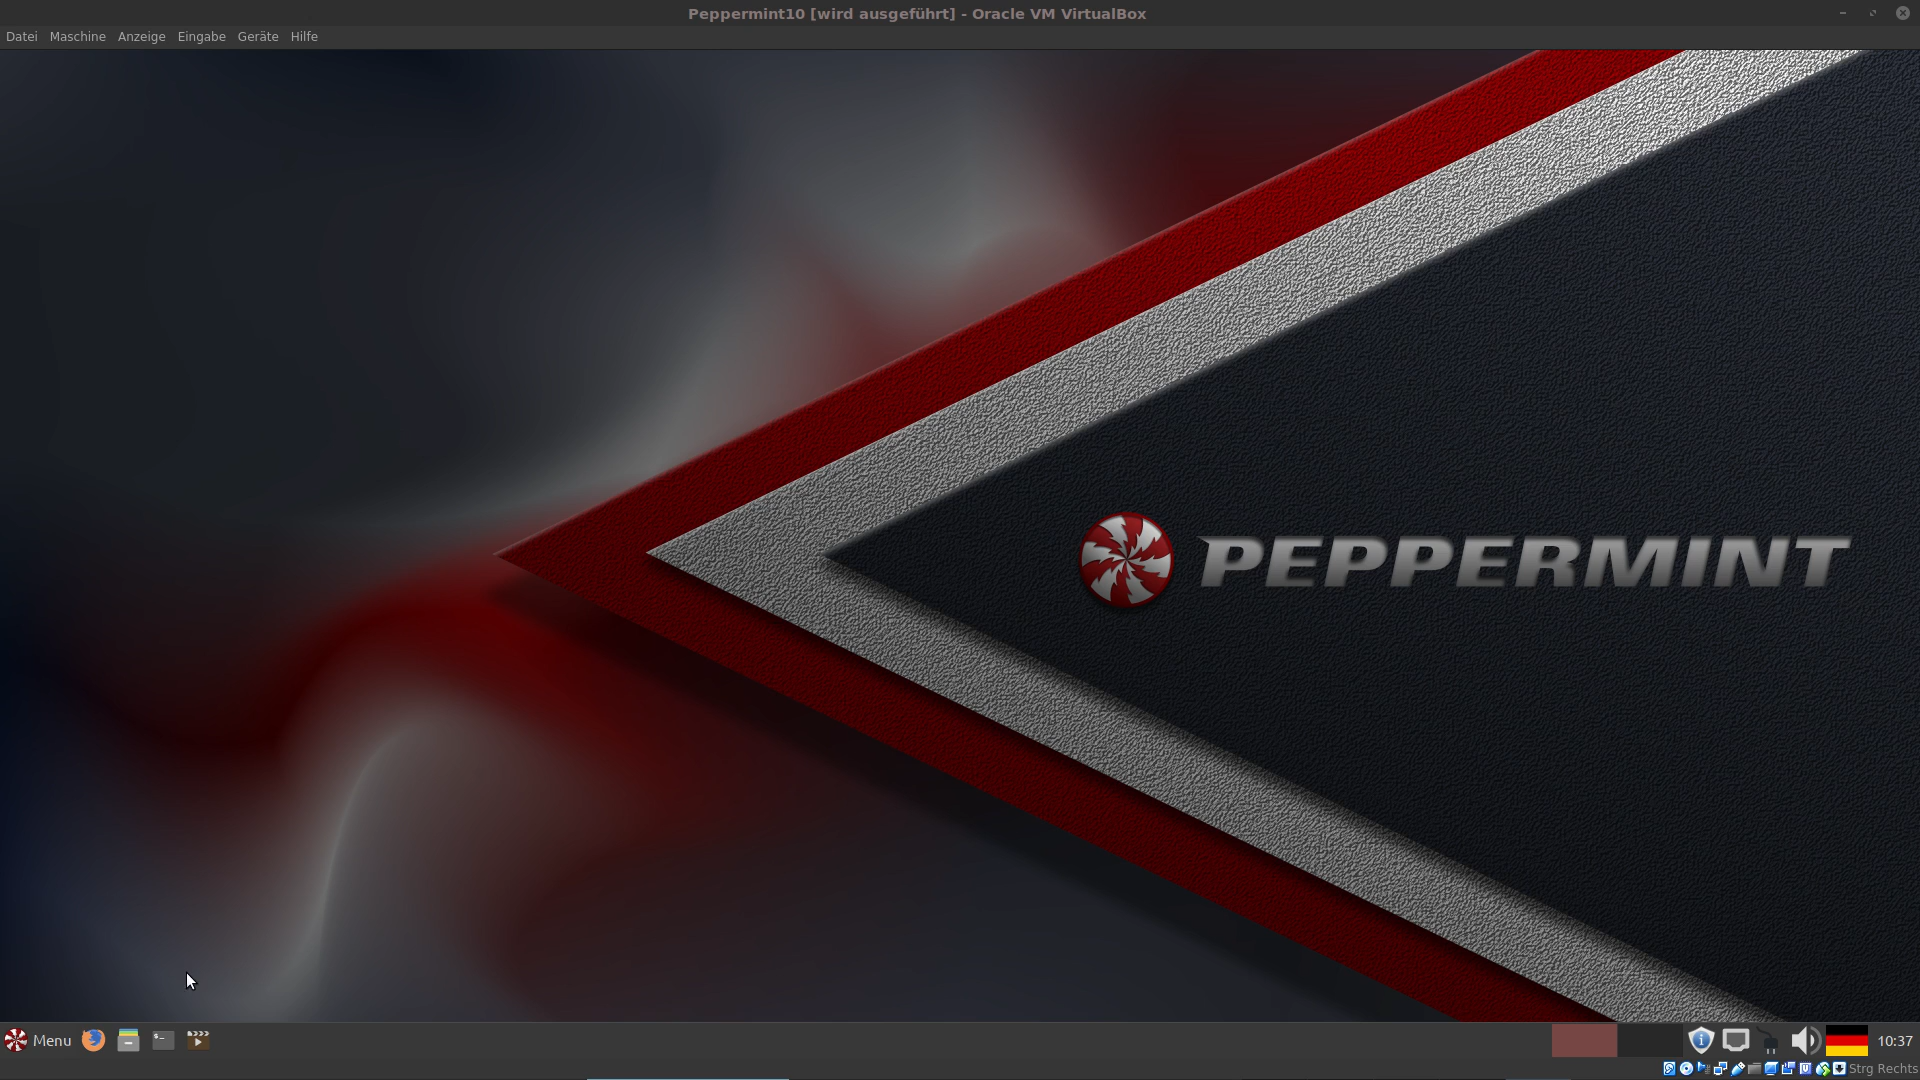 Peppermint10 [wird ausgeführt] - Oracle VM VirtualBox
Datei Maschine Anzeige Eingabe Geräte Hilfe
PEPPERMINT
Menu
10:37
Strg Rechts